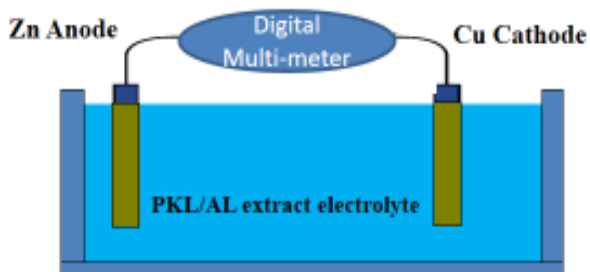 Zn Anode
Digital
Multi-meter
Cu Cathode
PKL/AL extract electrolyte